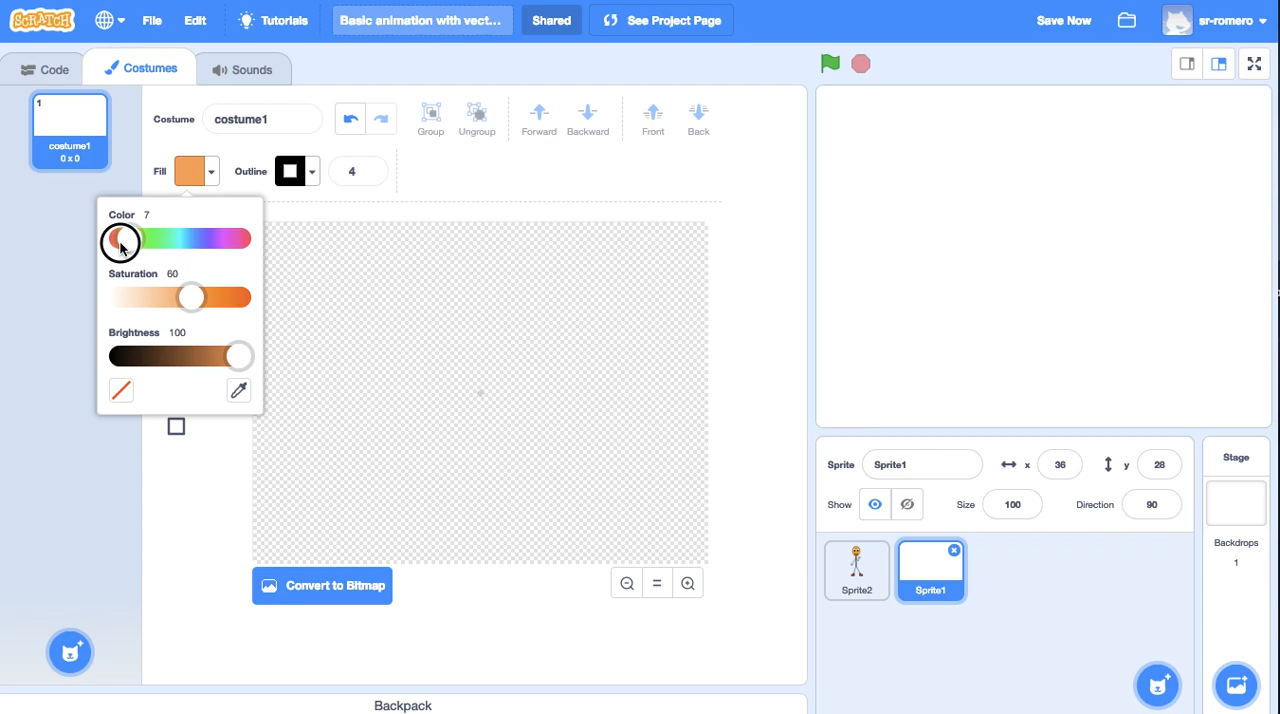 SCRATCH File Edit Tutorials Basic animation with vect... Shared See Project Page Save Now sr-romero
Code Costumes Sounds
1
costume1
0 x 0
Costume costume1 Group Ungroup Forward Backward Front Back
Fill Outline 4
Color 7
Saturation 60
Brightness 100
Convert to Bitmap
Backpack
Sprite Sprite1 x 36 y 28
Show Size 100 Direction 90
Sprite2 Sprite1
Stage
Backdrops
1